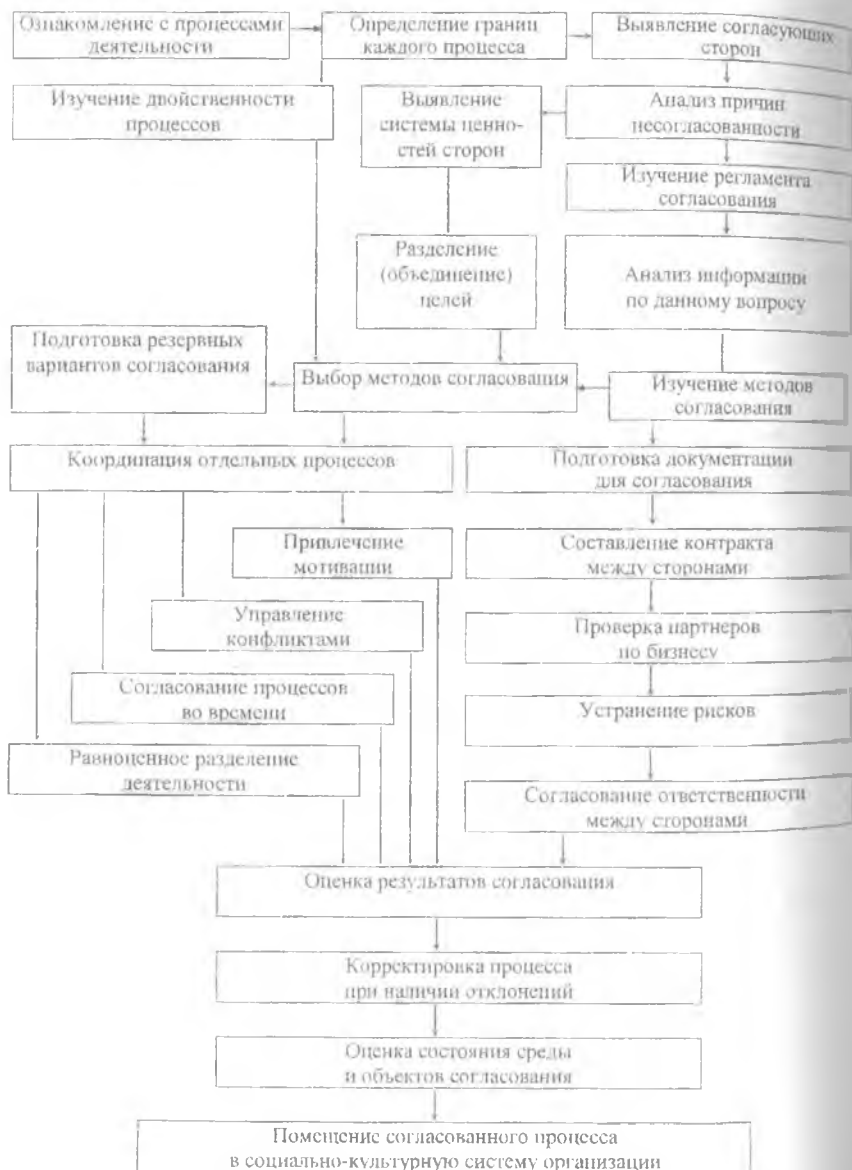 Ознакомление с процессами
деятельности
Определение границ
каждого процесса
Выявление согласующих
сторон
Изучение двойственности
процессов
Выявление
системы ценно-
стей сторон
Анализ причин
несогласованности
Изучение регламента
согласования
Разделение
(объединение)
целей
Анализ информации
по данному вопросу
Подготовка резервных
вариантов согласования
Выбор методов согласования
Изучение методов
согласования
Координация отдельных процессов
Подготовка документации
для согласования
Привлечение
мотивации
Составление контракта
между сторонами
Управление
конфликтами
Проверка партнеров
по бизнесу
Согласование процессов
во времени
Устранение рисков
Равноценное разделение
деятельности
Согласование ответственности
между сторонами
Оценка результатов согласования
Корректировка процесса
при наличии отклонений
Оценка состояния среды
и объектов согласования
Помещение согласованного процесса
в социально-культурную систему организации